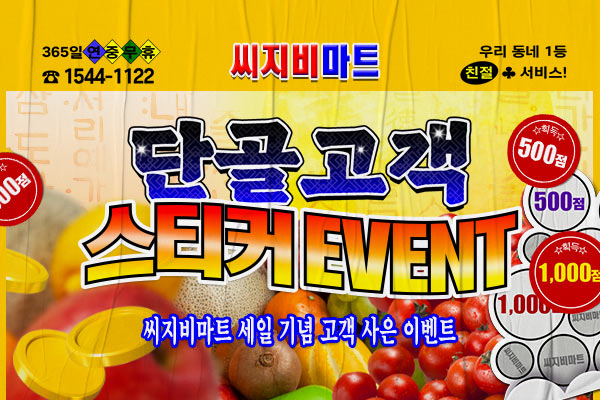 365일 연중무휴
☎ 1544-1122
씨지비마트
우리 동네 1등
친절 ♣ 서비스!
단골고객
스티커 EVENT
씨지비마트 세일 기념 고객 사은 이벤트
00점
☆획득☆
500점
500점
☆획득☆
1,000점
1,00
씨지비마트
씨지비마트